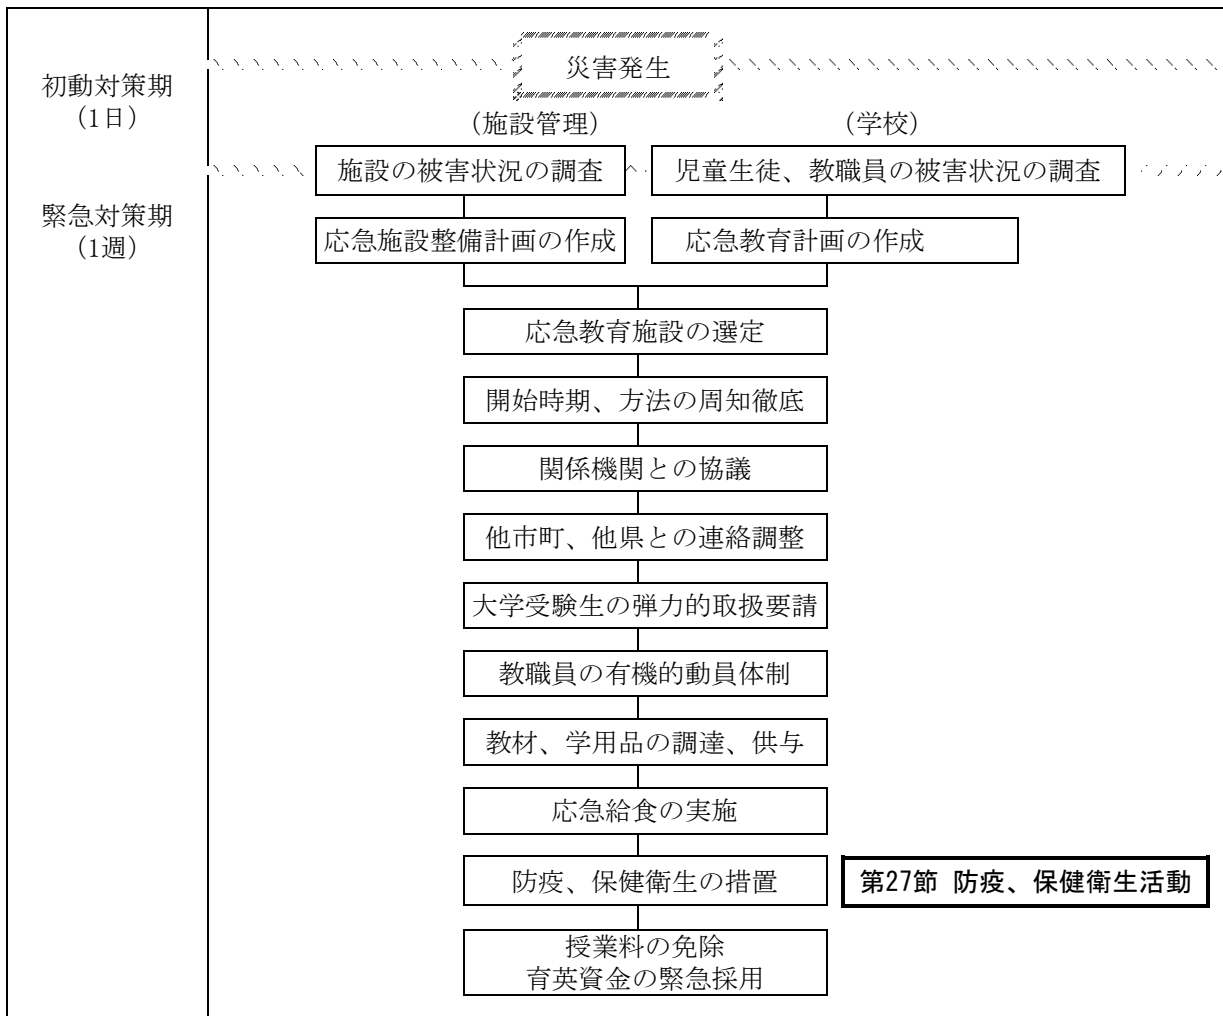 災害発生
初動対策期
(1日)
(施設管理)
(学校)
施設の被害状況の調査
児童生徒、教職員の被害状況の調査
緊急対策期
(1週)
応急施設整備計画の作成
応急教育計画の作成
応急教育施設の選定
開始時期、方法の周知徹底
関係機関との協議
他市町、他県との連絡調整
大学受験生の弾力的取扱要請
教職員の有機的動員体制
教材、学用品の調達、供与
応急給食の実施
防疫、保健衛生の措置
第27節 防疫、保健衛生活動
授業料の免除
育英資金の緊急採用